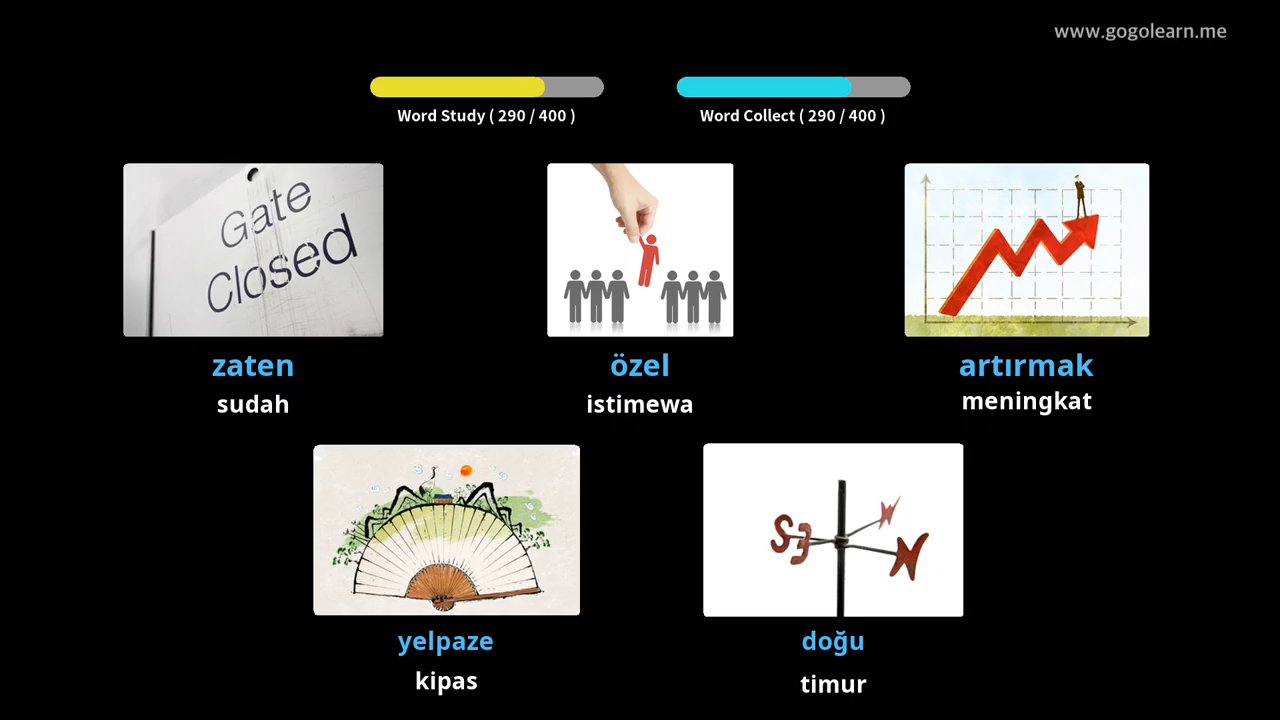 www.gogolearn.me
Word Study ( 290 / 400 )
Word Collect ( 290 / 400 )
Gate
Closed
zaten
sudah
özel
istimewa
artırmak
meningkat
S
E
N
yelpaze
kipas
doğu
timur